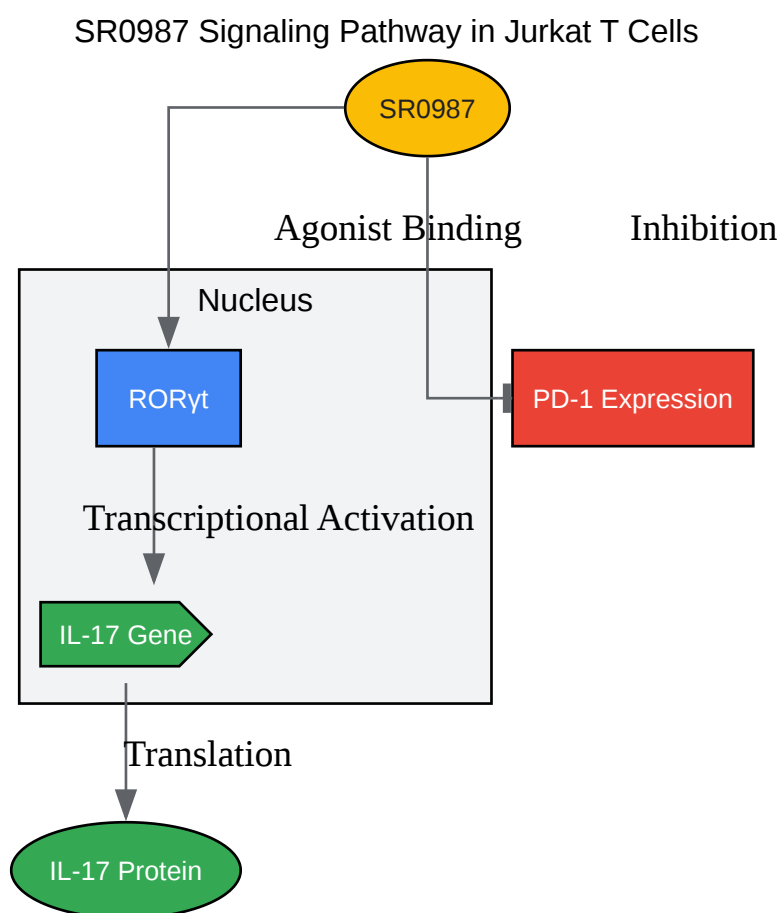 SR0987 Signaling Pathway in Jurkat T Cells
SR0987
Agonist Binding
Inhibition
Nucleus
RORγt
PD-1 Expression
Transcriptional Activation
IL-17 Gene
Translation
IL-17 Protein